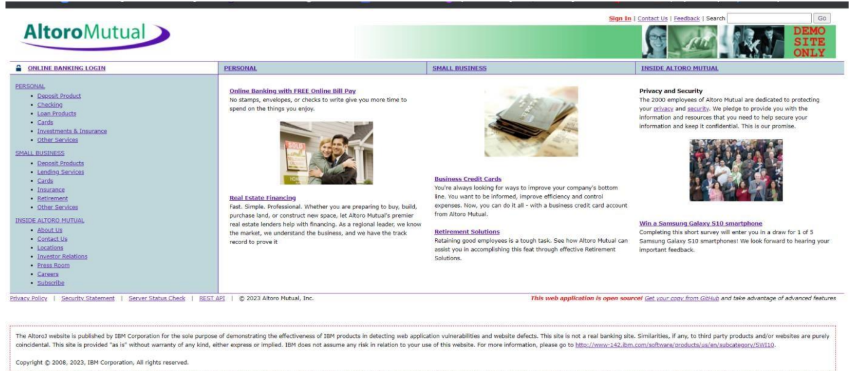 Sign In | Contact Us | Feedback | Search Go
AltoroMutual
DEMO
SITE
ONLY
ONLINE BANKING LOGIN
PERSONAL
SMALL BUSINESS
INSIDE ALTORO MUTUAL
PERSONAL
Deposit Product
Checking
Loan Products
Cards
Investments & Insurance
Other Services
SMALL BUSINESS
Deposit Products
Lending Services
Cards
Insurance
Retirement
Other Services
INSIDE ALTORO MUTUAL
About Us
Contact Us
Locations
Investor Relations
Press Room
Careers
Subscribe
Online Banking with FREE Online Bill Pay
No stamps, envelopes, or checks to write give you more time to
spend on the things you enjoy.
Real Estate Financing
Fast. Simple. Professional. Whether you are preparing to buy, build,
purchase land, or construct new space, let Altoro Mutual's premier
real estate lenders help with financing. As a regional leader, we know
the market, we understand the business, and we have the track
record to prove it
Business Credit Cards
You're always looking for ways to improve your company's bottom
line. You want to be informed, improve efficiency and control
expenses. Now, you can do it all - with a business credit card account
from Altoro Mutual.
Retirement Solutions
Retaining good employees is a tough task. See how Altoro Mutual can
assist you in accomplishing this feat through effective Retirement
Solutions.
Privacy and Security
The 2000 employees of Altoro Mutual are dedicated to protecting
your privacy and security. We pledge to provide you with the
information and resources that you need to help secure your
information and keep it confidential. This is our promise.
Win a Samsung Galaxy S10 smartphone
Completing this short survey will enter you in a draw for 1 of 5
Samsung Galaxy S10 smartphones! We look forward to hearing your
important feedback.
Privacy Policy | Security Statement | Server Status Check | REST API | © 2023 Altoro Mutual, Inc.
This web application is open source! Get your copy from GitHub and take advantage of advanced features
The AltoroJ website is published by IBM Corporation for the sole purpose of demonstrating the effectiveness of IBM products in detecting web application vulnerabilities and website defects. This site is not a real banking site. Similarities, if any, to third party products and/or websites are purely
coincidental. This site is provided "as is" without warranty of any kind, either express or implied. IBM does not assume any risk in relation to your use of this website. For more information, please go to http://www-142.ibm.com/software/products/us/en/subcategory/SWI10.
Copyright © 2008, 2023, IBM Corporation, All rights reserved.